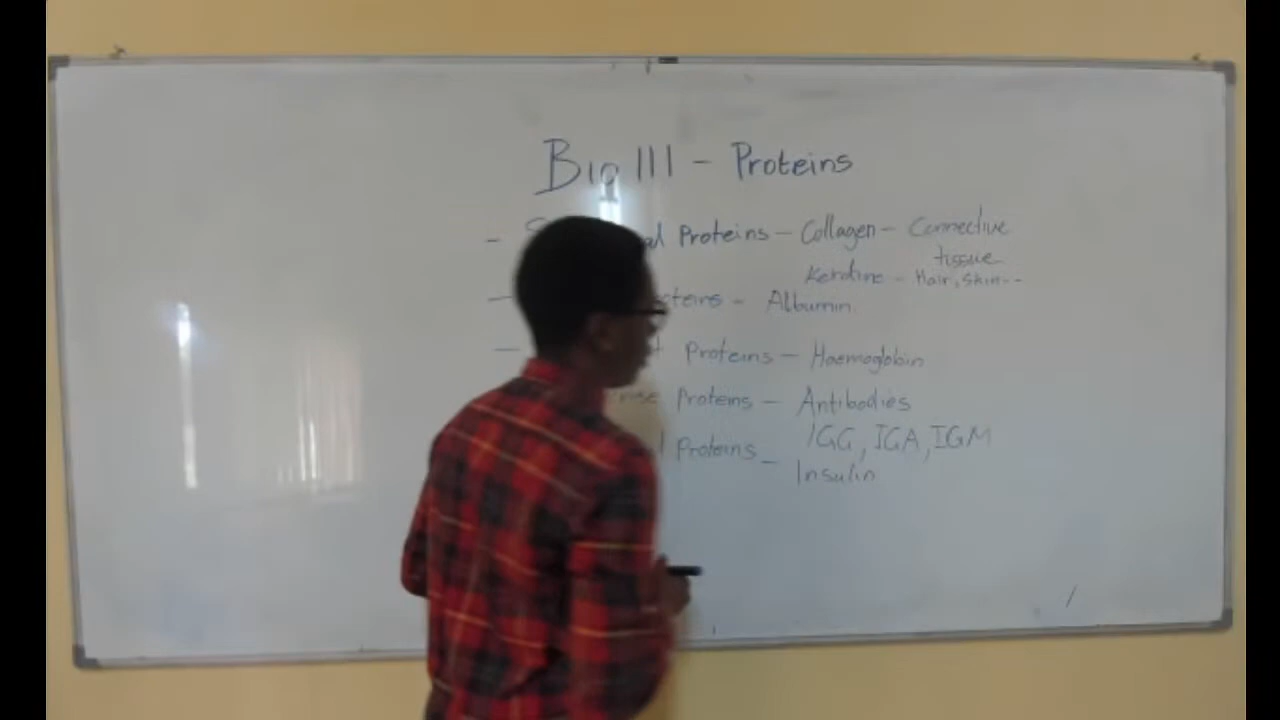 Bio 111 - Proteins
- Proteins - Collagen - Connective
tissue
Keratine - Hair, Skin--
- - Albumin
- Proteins - Haemoglobin
Proteins - Antibodies
IGG, IGA, IGM
Proteins - Insulin